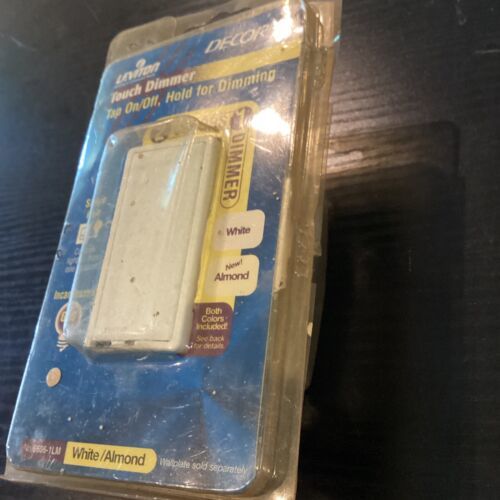 DECOR
LEVITON
Touch Dimmer
Tap On/Off, Hold for Dimming
DIMMER
White
New!
Almond
Both
Colors
Included!
See back
for details.
White/Almond
Wallplate sold separately